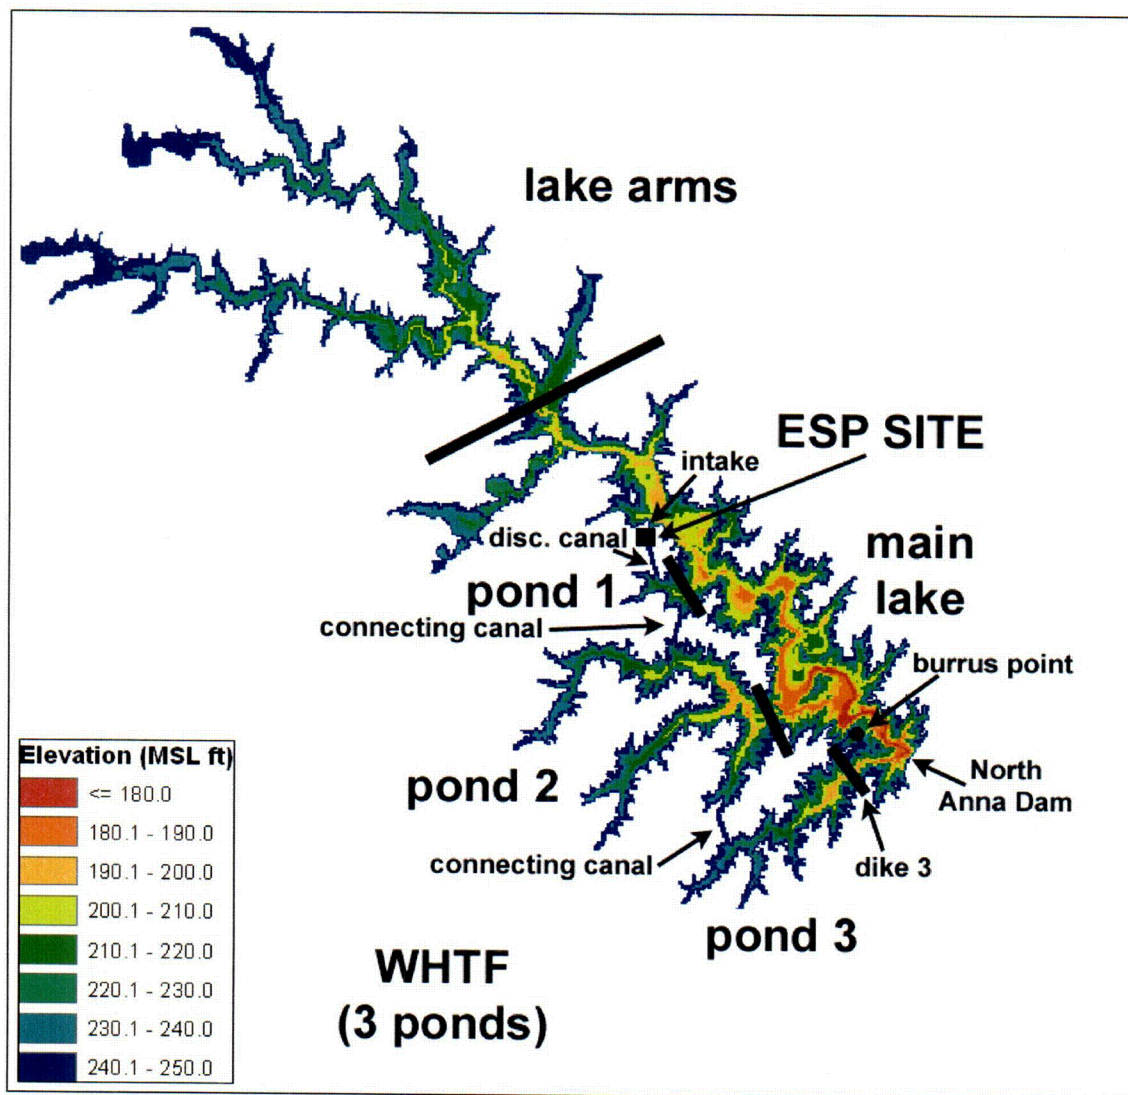 lake arms
ESP SITE
intake
disc. canal
main
lake
pond 1
connecting canal
burrus point
pond 2
North
Anna Dam
connecting canal
dike 3
pond 3
WHTF
(3 ponds)
Elevation (MSL ft)
<= 180.0
180.1 - 190.0
190.1 - 200.0
200.1 - 210.0
210.1 - 220.0
220.1 - 230.0
230.1 - 240.0
240.1 - 250.0